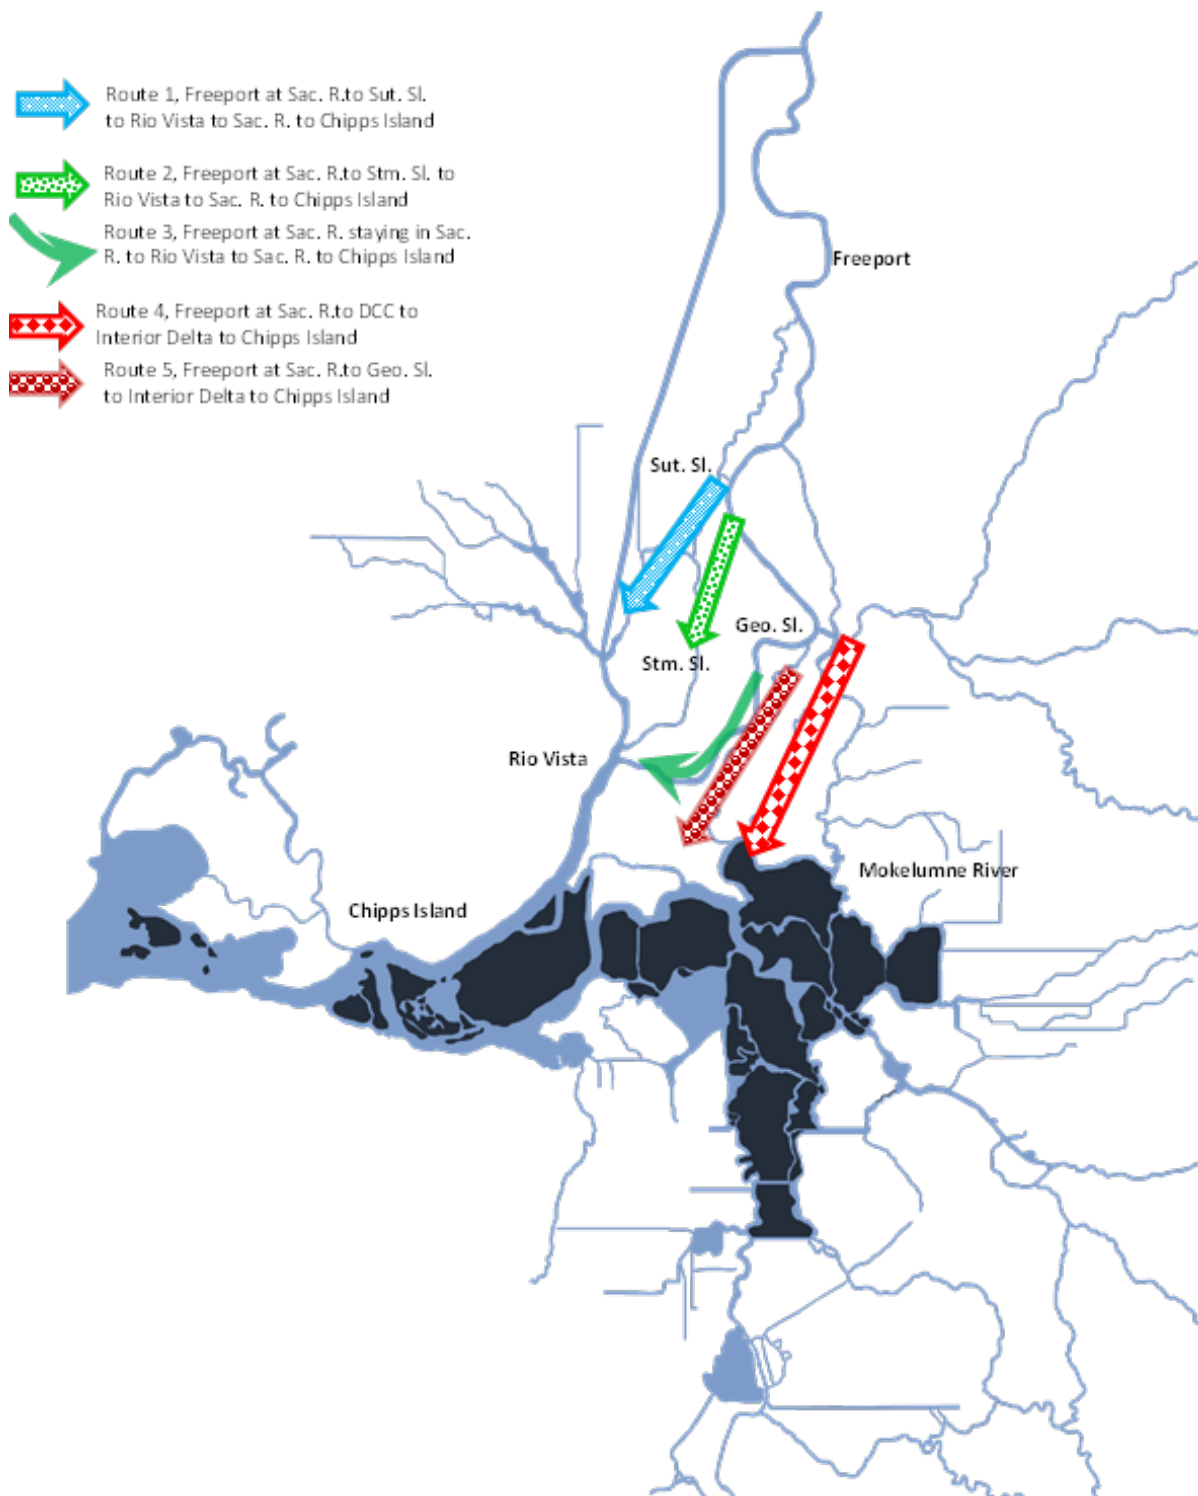 Route 1, Freeport at Sac. R.to Sut. Sl.
to Rio Vista to Sac. R. to Chipps Island
Route 2, Freeport at Sac. R.to Stm. Sl. to
Rio Vista to Sac. R. to Chipps Island
Route 3, Freeport at Sac. R. staying in Sac.
R. to Rio Vista to Sac. R. to Chipps Island
Route 4, Freeport at Sac. R.to DCC to
Interior Delta to Chipps Island
Route 5, Freeport at Sac. R.to Geo. Sl.
to Interior Delta to Chipps Island
Freeport
Sut. Sl.
Geo. Sl.
Stm. Sl.
Rio Vista
Mokelumne River
Chipps Island